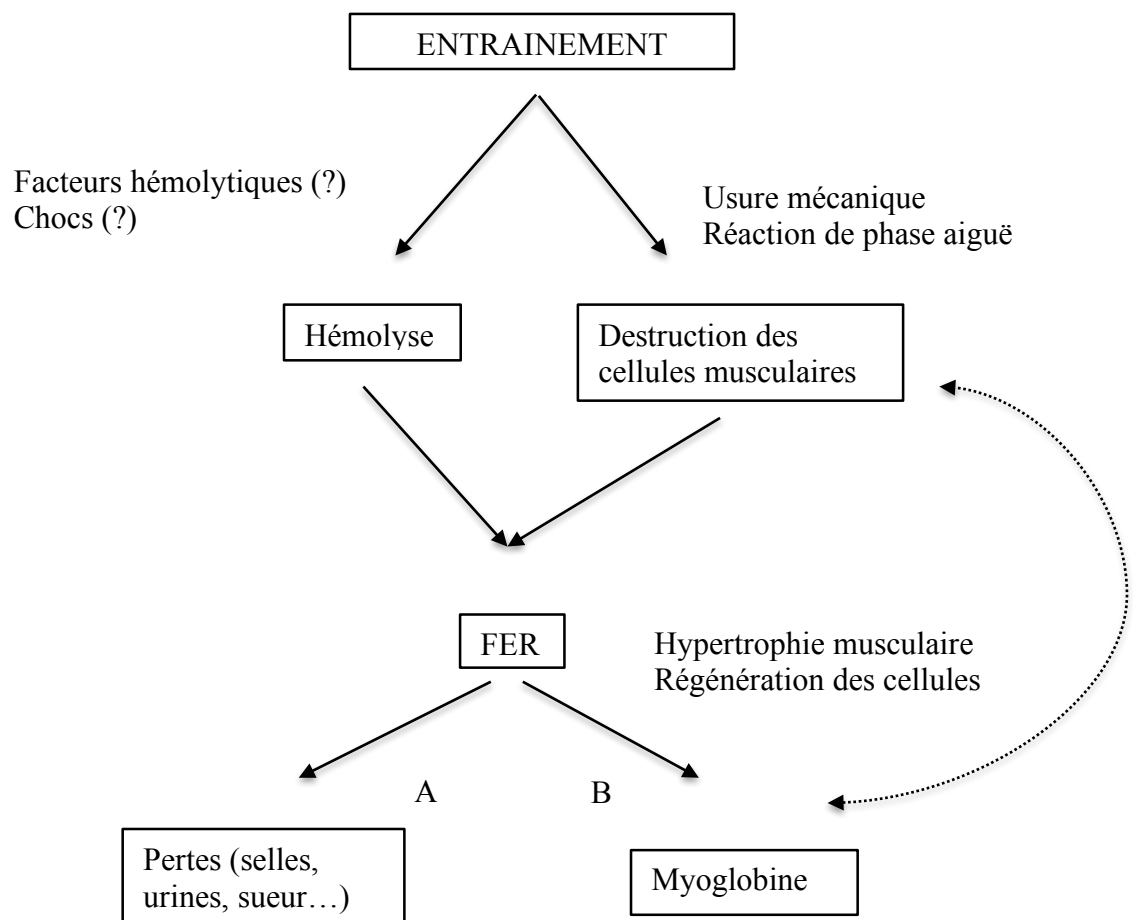 ENTRAINEMENT
Facteurs hémolytiques (?)
Chocs (?)
Usure mécanique
Réaction de phase aiguë
Hémolyse
Destruction des
cellules musculaires
FER
Hypertrophie musculaire
Régénération des cellules
A
B
Pertes (selles,
urines, sueur…)
Myoglobine